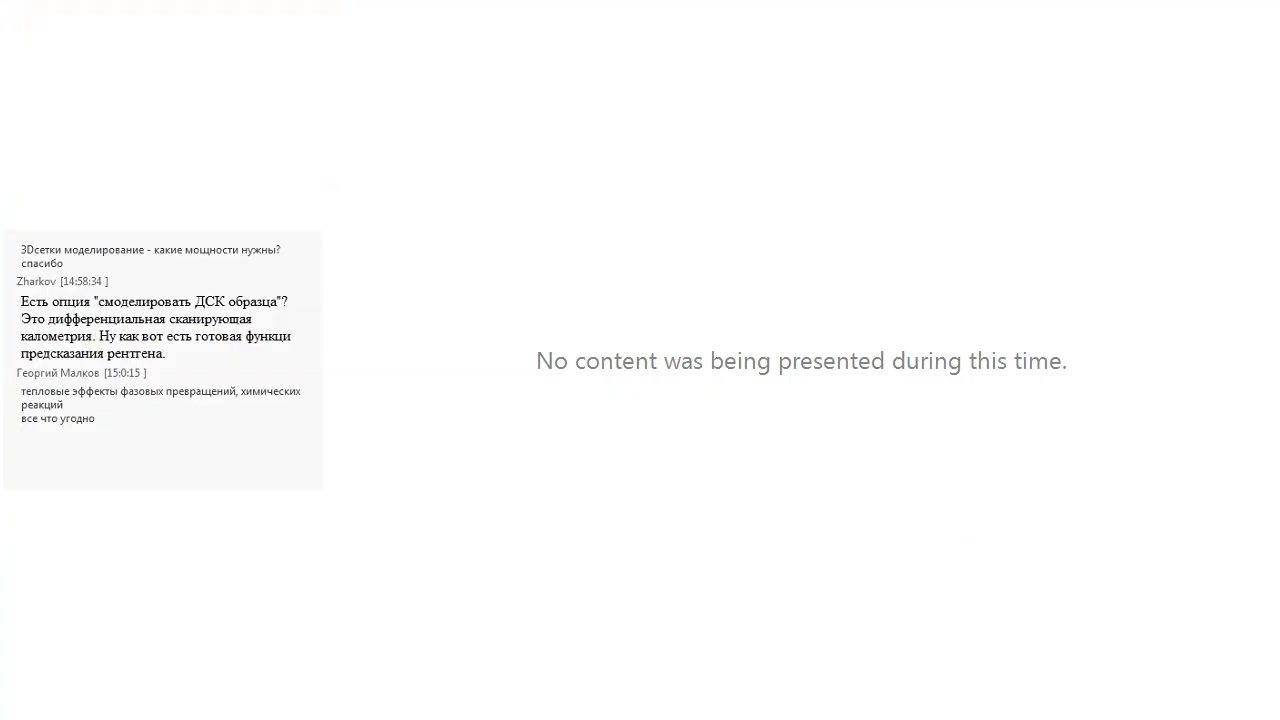 3Dсетки моделирование - какие мощности нужны?
спасибо
Zharkov [14:58:34 ]
Есть опция "смоделировать ДСК образца"?
Это дифференциальная сканирующая
калометрия. Ну как вот есть готовая функци
предсказания рентгена.
Георгий Малков [15:0:15 ]
тепловые эффекты фазовых превращений, химических
реакций
все что угодно
No content was being presented during this time.